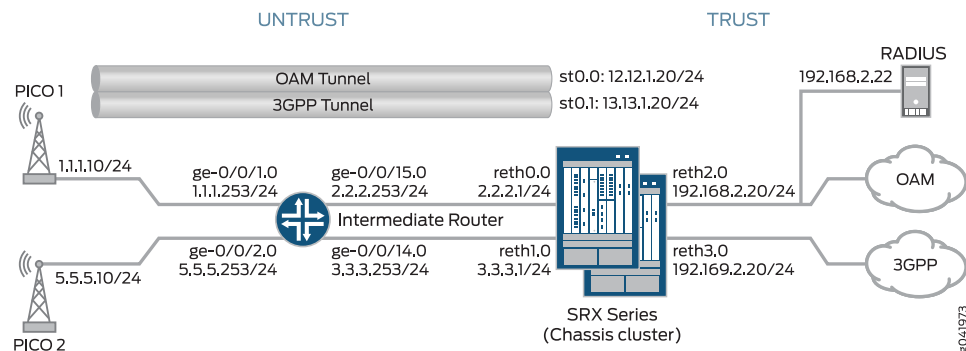 UNTRUST
TRUST
RADIUS
OAM Tunnel
st0.0: 12.12.1.20/24
192.168.2.22
PICO 1
3GPP Tunnel
st0.1: 13.13.1.20/24
1.1.1.10/24
ge-0/0/1.0
1.1.1.253/24
ge-0/0/15.0
2.2.2.253/24
reth0.0
2.2.2.1/24
reth2.0
192.168.2.20/24
OAM
Intermediate Router
ge-0/0/2.0
5.5.5.253/24
ge-0/0/14.0
3.3.3.253/24
reth1.0
3.3.3.1/24
reth3.0
192.169.2.20/24
3GPP
5.5.5.10/24
PICO 2
SRX Series
(Chassis cluster)
g041973